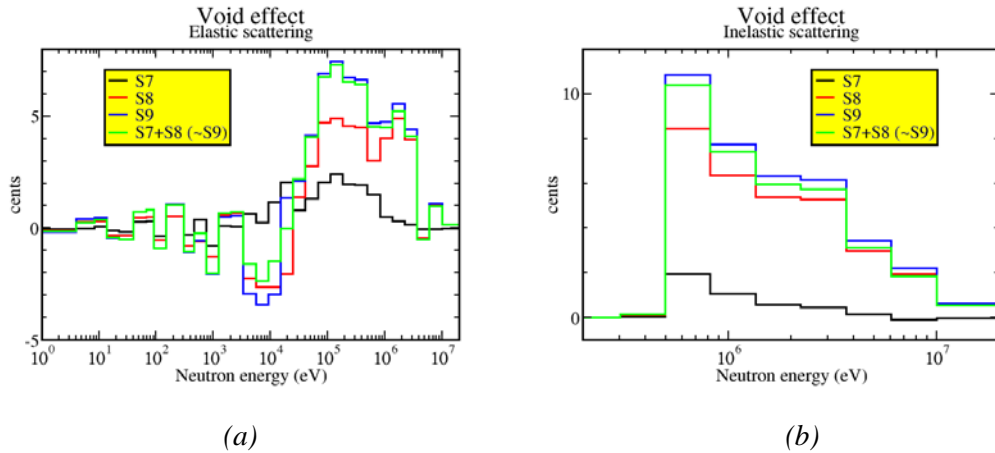 Void effect
Elastic scattering
S7
S8
S9
S7+S8 (~S9)
cents
5
0
-5
10^0
10^1
10^2
10^3
10^4
10^5
10^6
10^7
Neutron energy (eV)
(a)
Void effect
Inelastic scattering
S7
S8
S9
S7+S8 (~S9)
cents
10
5
0
10^6
10^7
Neutron energy (eV)
(b)